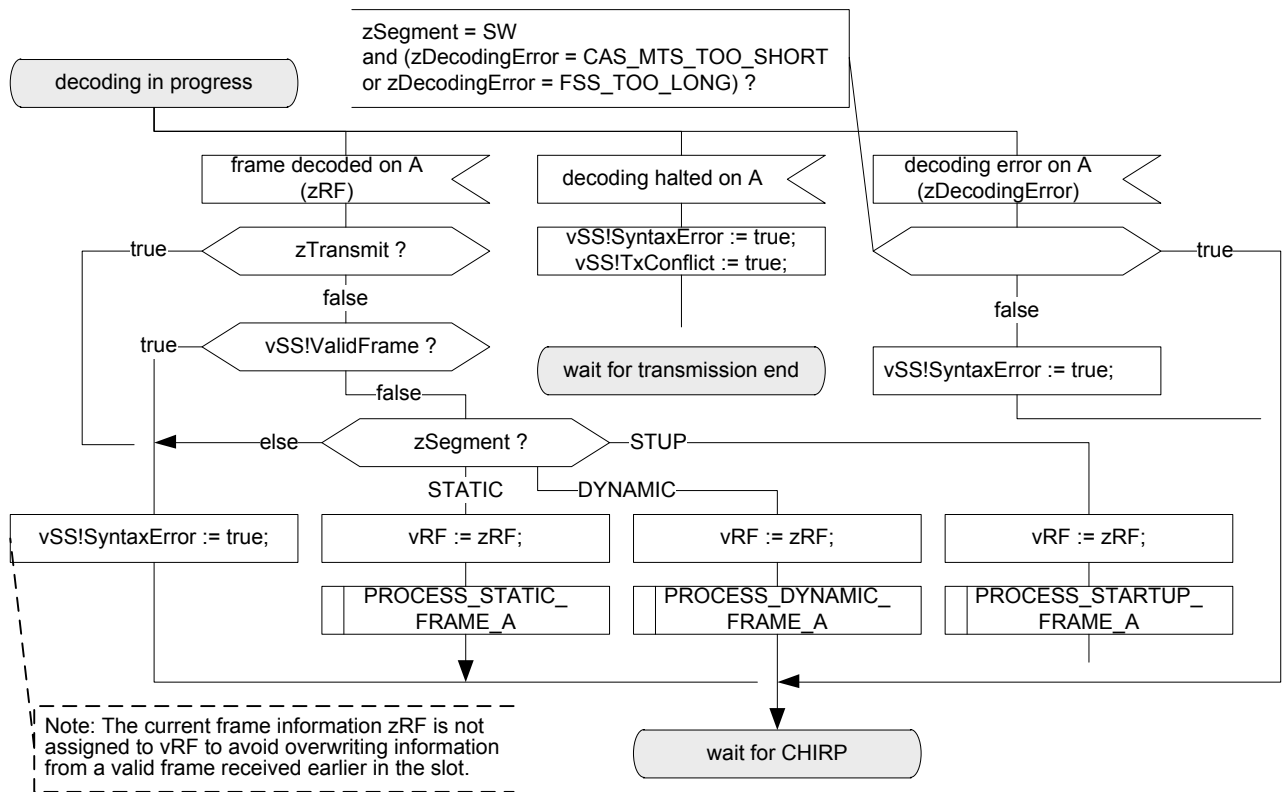 zSegment = SW
and (zDecodingError = CAS_MTS_TOO_SHORT
or zDecodingError = FSS_TOO_LONG) ?
decoding in progress
frame decoded on A
(zRF)
decoding halted on A
decoding error on A
(zDecodingError)
true
zTransmit ?
vSS!SyntaxError := true;
vSS!TxConflict := true;
true
false
false
true
vSS!ValidFrame ?
wait for transmission end
vSS!SyntaxError := true;
false
else
zSegment ?
STUP
STATIC
DYNAMIC
vSS!SyntaxError := true;
vRF := zRF;
vRF := zRF;
vRF := zRF;
PROCESS_STATIC_
FRAME_A
PROCESS_DYNAMIC_
FRAME_A
PROCESS_STARTUP_
FRAME_A
Note: The current frame information zRF is not
assigned to vRF to avoid overwriting information
from a valid frame received earlier in the slot.
wait for CHIRP